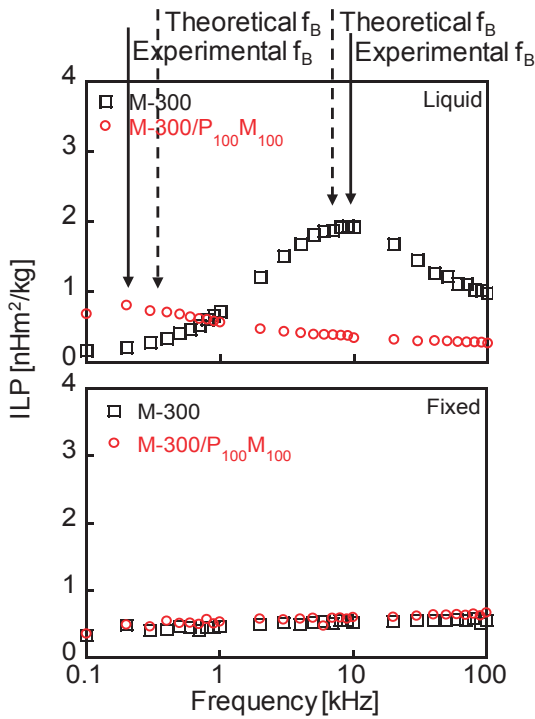 Theoretical f_B Theoretical f_B
Experimental f_B Experimental f_B
4
M-300 Liquid
M-300/P₁₀₀M₁₀₀
3
2
1
0
ILP [nHm²/kg]
4
M-300 Fixed
M-300/P₁₀₀M₁₀₀
3
2
1
0
0.1 1 10 100
Frequency [kHz]